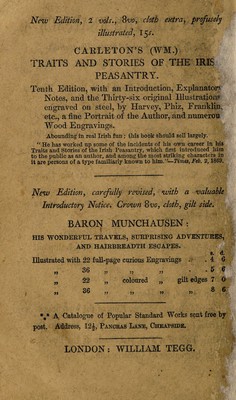 New Edition, 2 vols., 8vo, cloth extra, profusely
illustrated, 15s.
CARLETON'S (WM.)
TRAITS AND STORIES OF THE IRIS
PEASANTRY.
Tenth Edition, with an Introduction, Explanatory
Notes, and the Thirty-six original Illustrations
engraved on steel, by Harvey, Phiz, Franklin,
etc., a fine Portrait of the Author, and numerou
Wood Engravings.
Abounding in real Irish fun; this book should sell largely.
"He has worked up some of the incidents of his own career in his
Traits and Stories of the Irish Peasantry, which first introduced him
to the public as an author, and among the most striking characters in
it are persons of a type familiarly known to him."—Times, Feb. 2, 1869.
New Edition, carefully revised, with a valuable
Introductory Notice. Crown 8vo, cloth, gilt side.
BARON MUNCHAUSEN:
HIS WONDERFUL TRAVELS, SURPRISING ADVENTURES,
AND HAIRBREADTH ESCAPES.
s. d.
Illustrated with 22 full-page curious Engravings . 4 6
„ 36 „ „ „ 5 6
„ 22 „ coloured „ gilt edges 7 0
„ 36 „ „ „ „ 8 6
*** A Catalogue of Popular Standard Works sent free by
post. Address, 12½, PANCRAS LANE, CHEAPSIDE.
LONDON: WILLIAM TEGG.